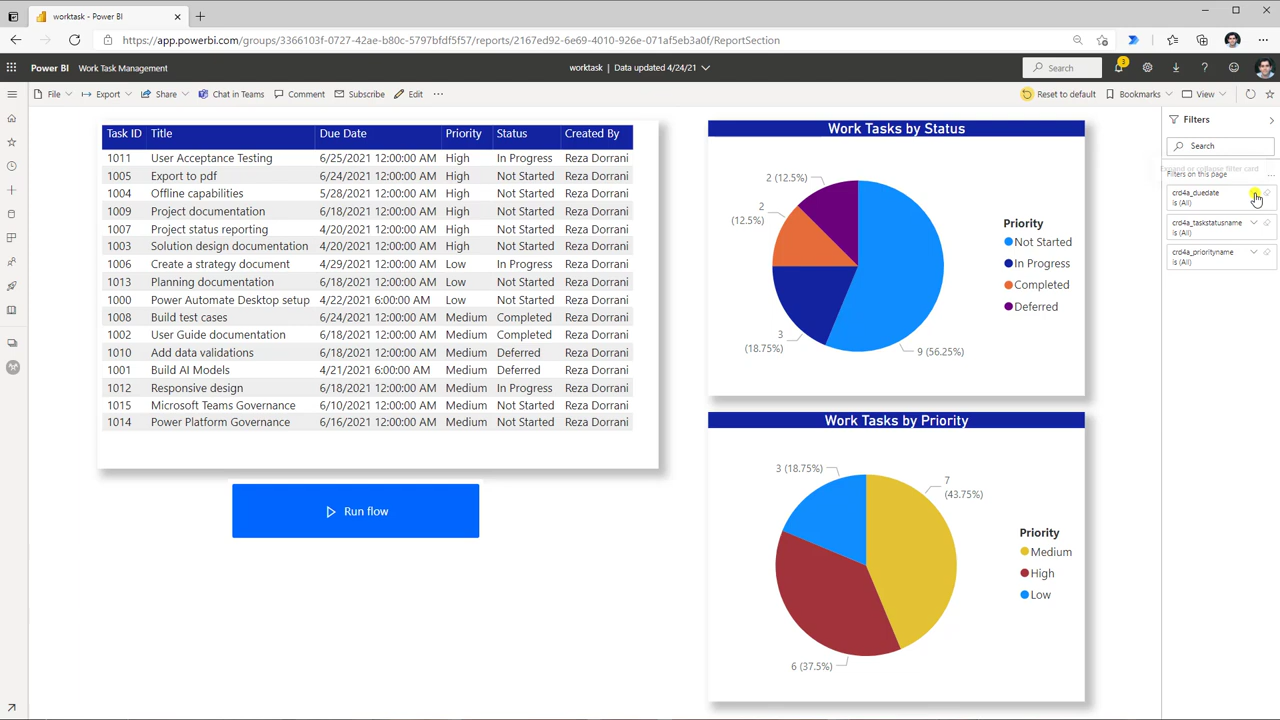 worktask - Power BI
https://app.powerbi.com/groups/3366103f-0727-42ae-b80c-5797bfdf5f57/reports/2167ed92-6e69-4010-926e-071af5eb3a0f/ReportSection
Power BI Work Task Management
worktask | Data updated 4/24/21
Search
3
File Export Share Chat in Teams Comment Subscribe Edit
Reset to default Bookmarks View
Task ID Title Due Date Priority Status Created By
1011 User Acceptance Testing 6/25/2021 12:00:00 AM High In Progress Reza Dorrani
1005 Export to pdf 6/24/2021 12:00:00 AM High Not Started Reza Dorrani
1004 Offline capabilities 5/28/2021 12:00:00 AM High Not Started Reza Dorrani
1009 Project documentation 6/18/2021 12:00:00 AM High Not Started Reza Dorrani
1007 Project status reporting 4/20/2021 12:00:00 AM High Not Started Reza Dorrani
1003 Solution design documentation 4/20/2021 12:00:00 AM High Not Started Reza Dorrani
1006 Create a strategy document 4/29/2021 12:00:00 AM Low In Progress Reza Dorrani
1013 Planning documentation 6/18/2021 12:00:00 AM Low Not Started Reza Dorrani
1000 Power Automate Desktop setup 4/22/2021 6:00:00 AM Low Not Started Reza Dorrani
1008 Build test cases 6/24/2021 12:00:00 AM Medium Completed Reza Dorrani
1002 User Guide documentation 6/18/2021 12:00:00 AM Medium Completed Reza Dorrani
1010 Add data validations 6/18/2021 12:00:00 AM Medium Deferred Reza Dorrani
1001 Build AI Models 4/21/2021 6:00:00 AM Medium Deferred Reza Dorrani
1012 Responsive design 6/18/2021 12:00:00 AM Medium In Progress Reza Dorrani
1015 Microsoft Teams Governance 6/10/2021 12:00:00 AM Medium Not Started Reza Dorrani
1014 Power Platform Governance 6/16/2021 12:00:00 AM Medium Not Started Reza Dorrani
Run flow
Work Tasks by Status
2 (12.5%)
2
(12.5%)
3
(18.75%)
9 (56.25%)
Priority
Not Started
In Progress
Completed
Deferred
Work Tasks by Priority
3 (18.75%)
7
(43.75%)
6 (37.5%)
Priority
Medium
High
Low
Filters
Search
Expand or collapse filter card
Filters on this page
crd4a_duedate
is (All)
crd4a_taskstatusname
is (All)
crd4a_priorityname
is (All)